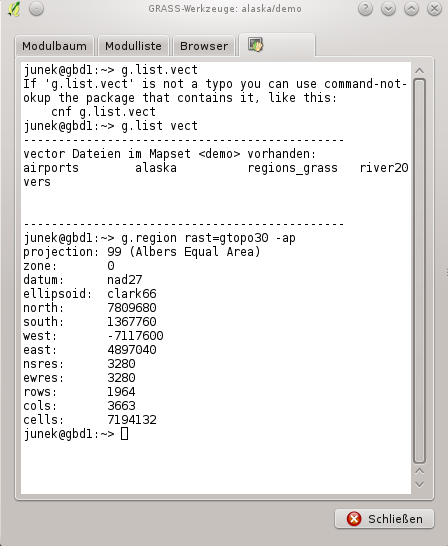 GRASS-Werkzeuge: alaska/demo
Modulbaum Modulliste Browser
junek@gbd1:~> g.list.vect
If 'g.list.vect' is not a typo you can use command-not-
okup the package that contains it, like this:
cnf g.list.vect
junek@gbd1:~> g.list vect
----------------------------------------------
vector Dateien im Mapset <demo> vorhanden:
airports alaska regions_grass river20
vers
----------------------------------------------
junek@gbd1:~> g.region rast=gtopo30 -ap
projection: 99 (Albers Equal Area)
zone: 0
datum: nad27
ellipsoid: clark66
north: 7809680
south: 1367760
west: -7117600
east: 4897040
nsres: 3280
ewres: 3280
rows: 1964
cols: 3663
cells: 7194132
junek@gbd1:~>
Schließen